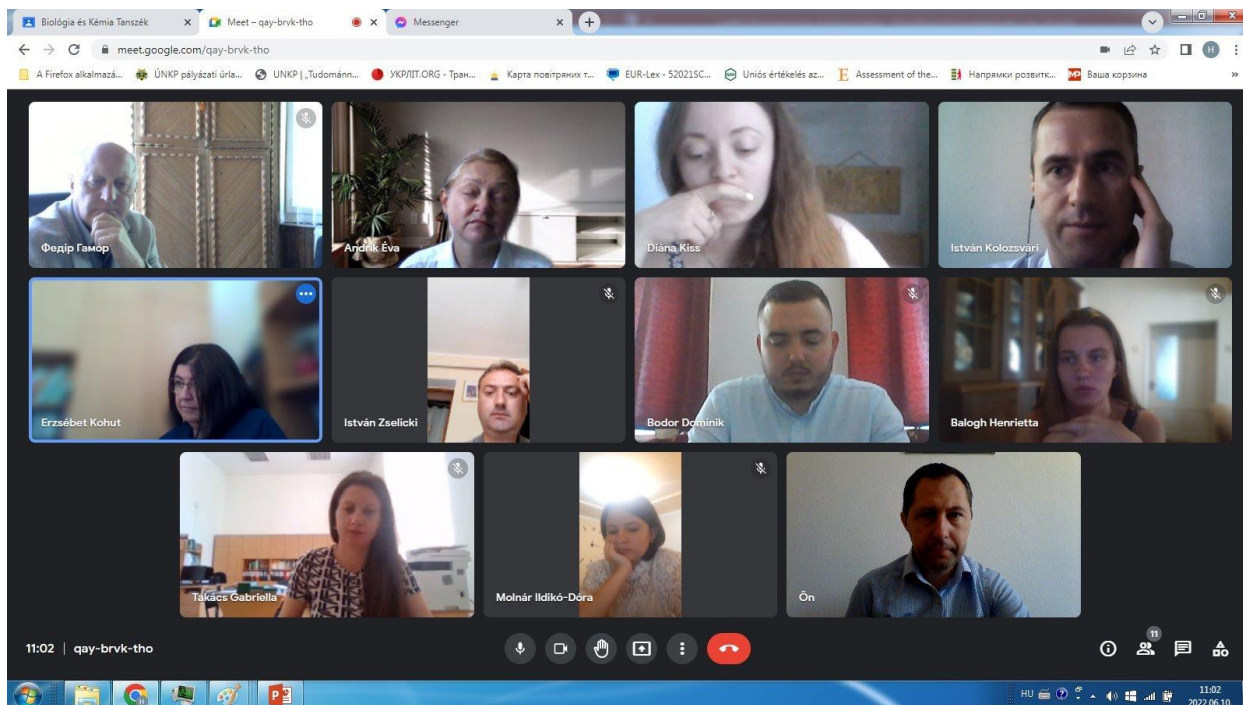 Biológia és Kémia Tanszék
Meet – qay-brvk-tho
Messenger
meet.google.com/qay-brvk-tho
H
A Firefox alkalmazá...
ÚNKP pályázati úrla...
UNKP | „Tudománn...
УКРЛІТ.ORG - Тран...
Карта повітряних т...
EUR-Lex - 52021SC...
Uniós értékelés az...
Assessment of the...
Напрямки розвитк...
Ваша корзина
Федір Гамор
Andrik Éva
Diána Kiss
István Kolozsvári
Erzsébet Kohut
István Zselicki
Bodor Dominik
Balogh Henrietta
Takács Gabriella
Molnár Ildikó-Dóra
Ön
11:02 | qay-brvk-tho
11
HU
11:02
2022.06.10